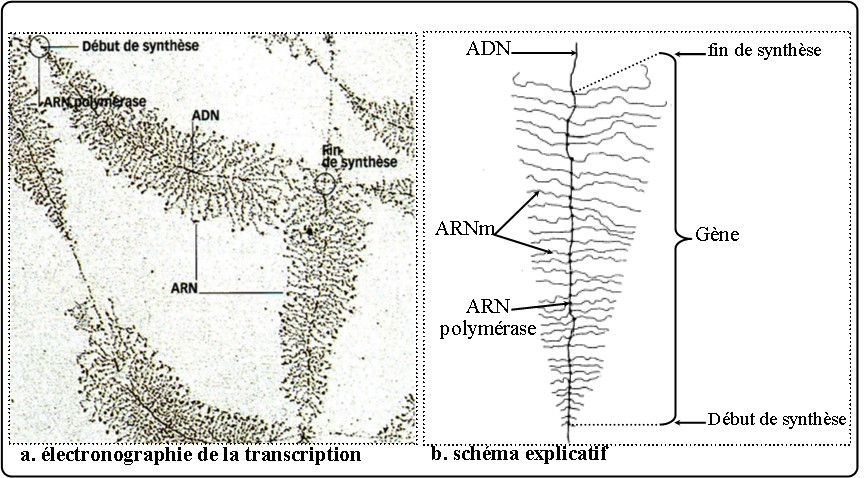 Début de synthèse
ARN polymérase
ADN
Fin
de synthèse
ARN
a. électronographie de la transcription
ADN
fin de synthèse
ARNm
Gène
ARN
polymérase
Début de synthèse
b. schéma explicatif